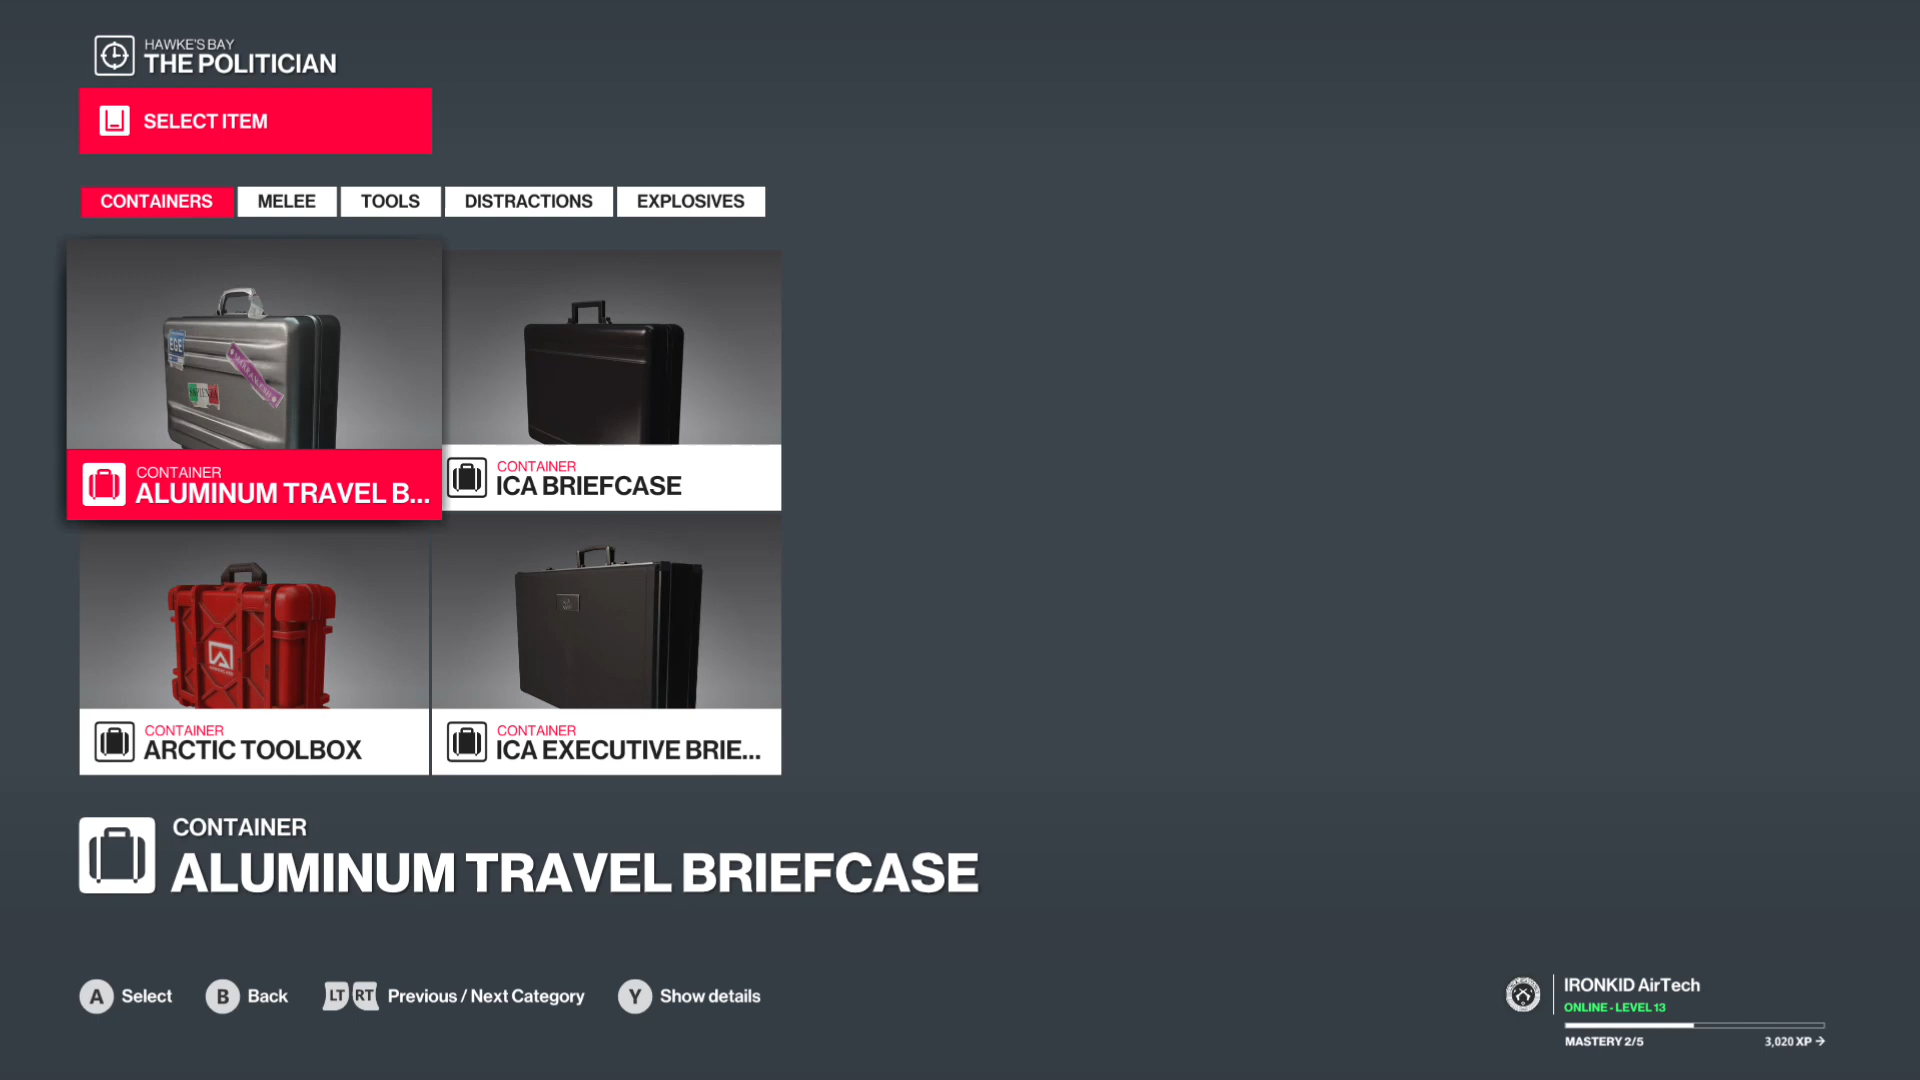 HAWKE'S BAY
THE POLITICIAN
SELECT ITEM
CONTAINERS
MELEE
TOOLS
DISTRACTIONS
EXPLOSIVES
EGE
CONTAINER
ALUMINUM TRAVEL B...
CONTAINER
ICA BRIEFCASE
CONTAINER
ARCTIC TOOLBOX
CONTAINER
ICA EXECUTIVE BRIE...
CONTAINER
ALUMINUM TRAVEL BRIEFCASE
A Select
B Back
LT RT Previous / Next Category
Y Show details
IRONKID AirTech
ONLINE - LEVEL 13
MASTERY 2/5
3,020 XP →